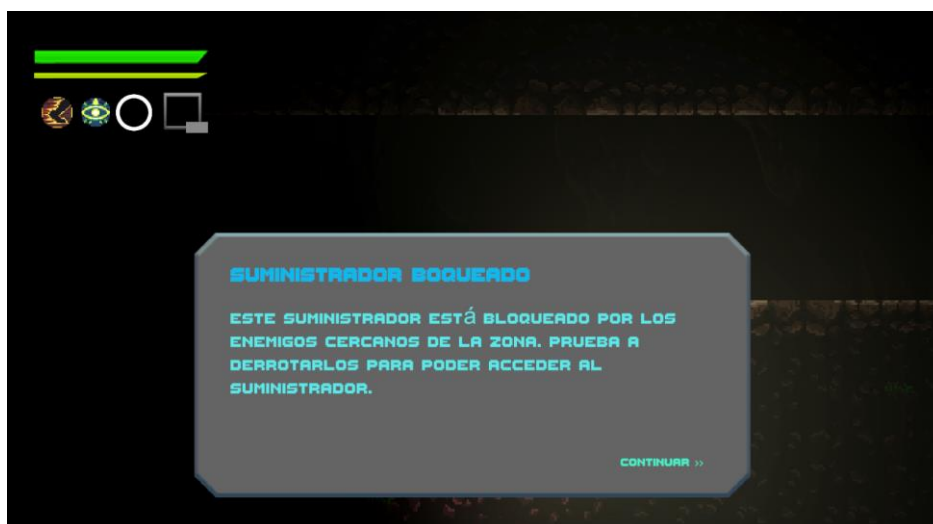 SUMINISTRADOR BOQUEADO
ESTE SUMINISTRADOR ESTÁ BLOQUEADO POR LOS
ENEMIGOS CERCANOS DE LA ZONA. PRUEBA A
DERROTARLOS PARA PODER ACCEDER AL
SUMINISTRADOR.
CONTINUAR >>